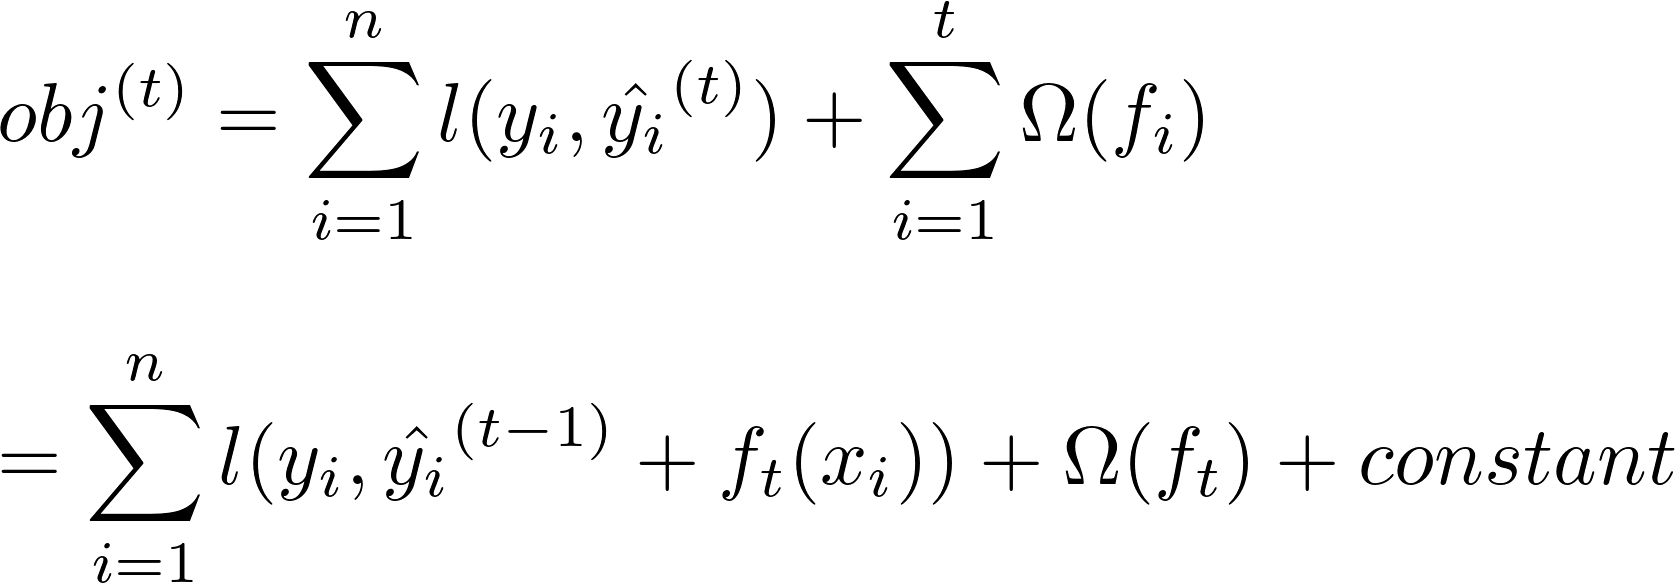 obj^{(t)} = \sum_{i=1}^{n} l(y_i, \hat{y_i}^{(t)}) + \sum_{i=1}^{t} \Omega(f_i)
= \sum_{i=1}^{n} l(y_i, \hat{y_i}^{(t-1)} + f_t(x_i)) + \Omega(f_t) + constant